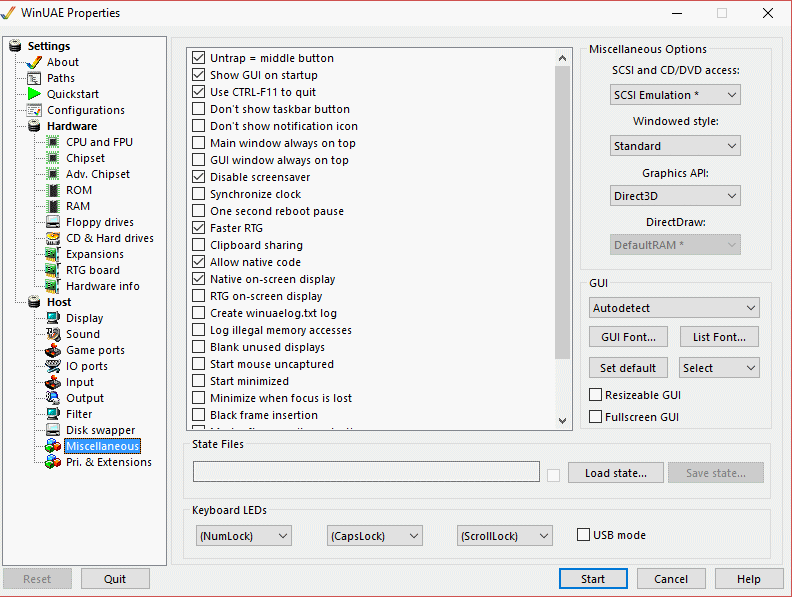 WinUAE Properties
Settings
About
Paths
Quickstart
Configurations
Hardware
CPU and FPU
Chipset
Adv. Chipset
ROM
RAM
Floppy drives
CD & Hard drives
Expansions
RTG board
Hardware info
Host
Display
Sound
Game ports
IO ports
Input
Output
Filter
Disk swapper
Miscellaneous
Pri. & Extensions
Untrap = middle button
Show GUI on startup
Use CTRL-F11 to quit
Don't show taskbar button
Don't show notification icon
Main window always on top
GUI window always on top
Disable screensaver
Synchronize clock
One second reboot pause
Faster RTG
Clipboard sharing
Allow native code
Native on-screen display
RTG on-screen display
Create winuaelog.txt log
Log illegal memory accesses
Blank unused displays
Start mouse uncaptured
Start minimized
Minimize when focus is lost
Black frame insertion
Miscellaneous Options
SCSI and CD/DVD access:
SCSI Emulation *
Windowed style:
Standard
Graphics API:
Direct3D
DirectDraw:
DefaultRAM *
GUI
Autodetect
GUI Font... List Font...
Set default Select
Resizeable GUI
Fullscreen GUI
State Files
Load state... Save state...
Keyboard LEDs
(NumLock) (CapsLock) (ScrollLock) USB mode
Reset Quit Start Cancel Help